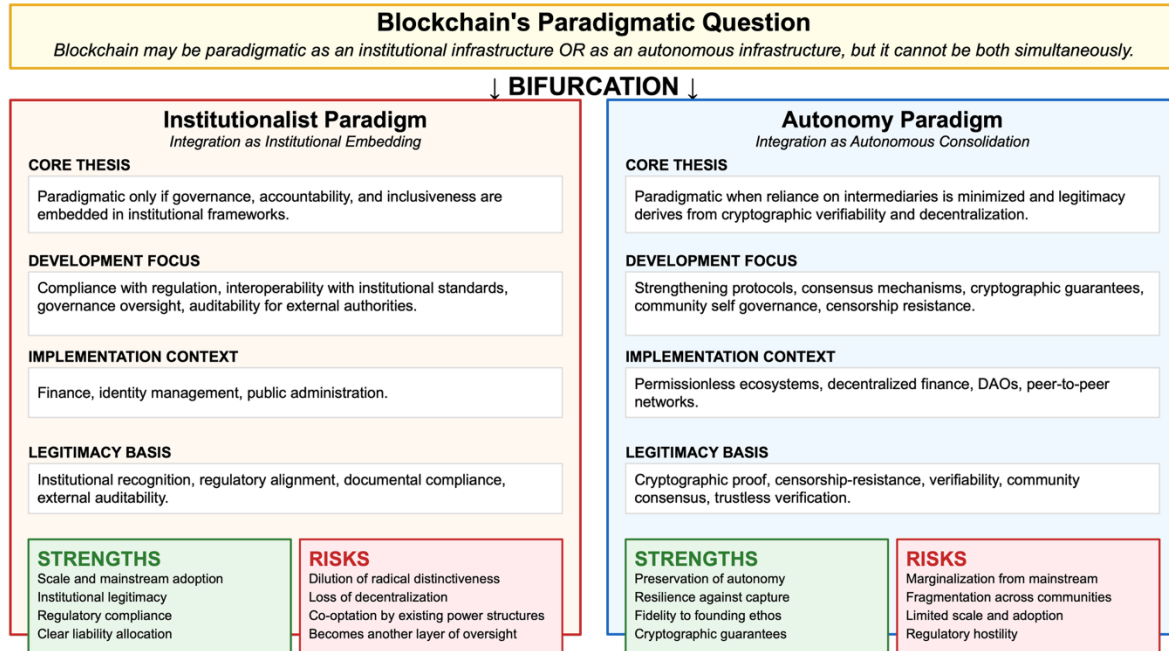 Blockchain's Paradigmatic Question
Blockchain may be paradigmatic as an institutional infrastructure OR as an autonomous infrastructure, but it cannot be both simultaneously.
↓ BIFURCATION ↓
Institutionalist Paradigm
Integration as Institutional Embedding
CORE THESIS
Paradigmatic only if governance, accountability, and inclusiveness are
embedded in institutional frameworks.
DEVELOPMENT FOCUS
Compliance with regulation, interoperability with institutional standards,
governance oversight, auditability for external authorities.
IMPLEMENTATION CONTEXT
Finance, identity management, public administration.
LEGITIMACY BASIS
Institutional recognition, regulatory alignment, documental compliance,
external auditability.
STRENGTHS
Scale and mainstream adoption
Institutional legitimacy
Regulatory compliance
Clear liability allocation
RISKS
Dilution of radical distinctiveness
Loss of decentralization
Co-optation by existing power structures
Becomes another layer of oversight
Autonomy Paradigm
Integration as Autonomous Consolidation
CORE THESIS
Paradigmatic when reliance on intermediaries is minimized and legitimacy
derives from cryptographic verifiability and decentralization.
DEVELOPMENT FOCUS
Strengthening protocols, consensus mechanisms, cryptographic guarantees,
community self governance, censorship resistance.
IMPLEMENTATION CONTEXT
Permissionless ecosystems, decentralized finance, DAOs, peer-to-peer
networks.
LEGITIMACY BASIS
Cryptographic proof, censorship-resistance, verifiability, community
consensus, trustless verification.
STRENGTHS
Preservation of autonomy
Resilience against capture
Fidelity to founding ethos
Cryptographic guarantees
RISKS
Marginalization from mainstream
Fragmentation across communities
Limited scale and adoption
Regulatory hostility